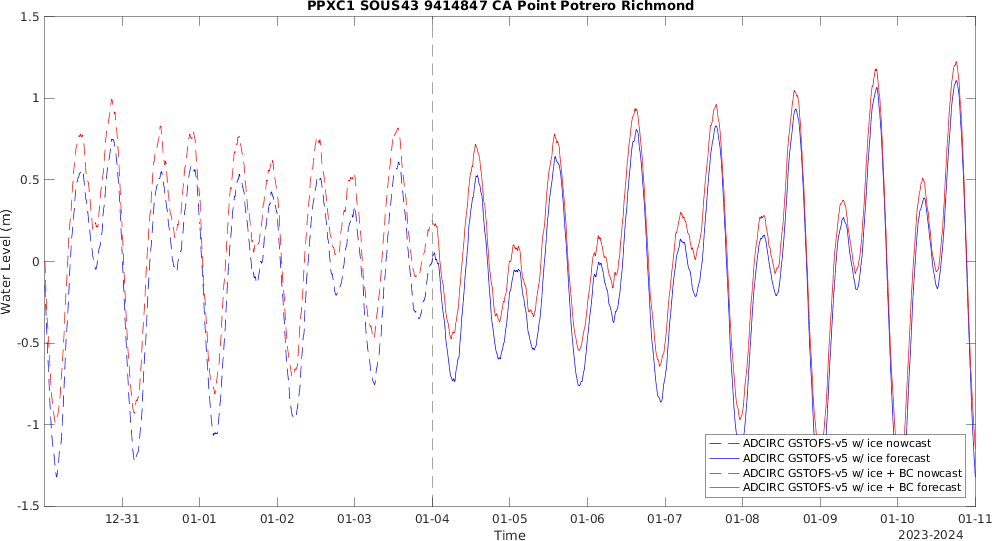 PPXC1 SOUS43 9414847 CA Point Potrero Richmond
1.5
1
0.5
0
-0.5
-1
-1.5
Water Level (m)
ADCIRC GSTOFS-v5 w/ ice nowcast
ADCIRC GSTOFS-v5 w/ ice forecast
ADCIRC GSTOFS-v5 w/ ice + BC nowcast
ADCIRC GSTOFS-v5 w/ ice + BC forecast
12-31 01-01 01-02 01-03 01-04 01-05 01-06 01-07 01-08 01-09 01-10 01-11
Time
2023-2024